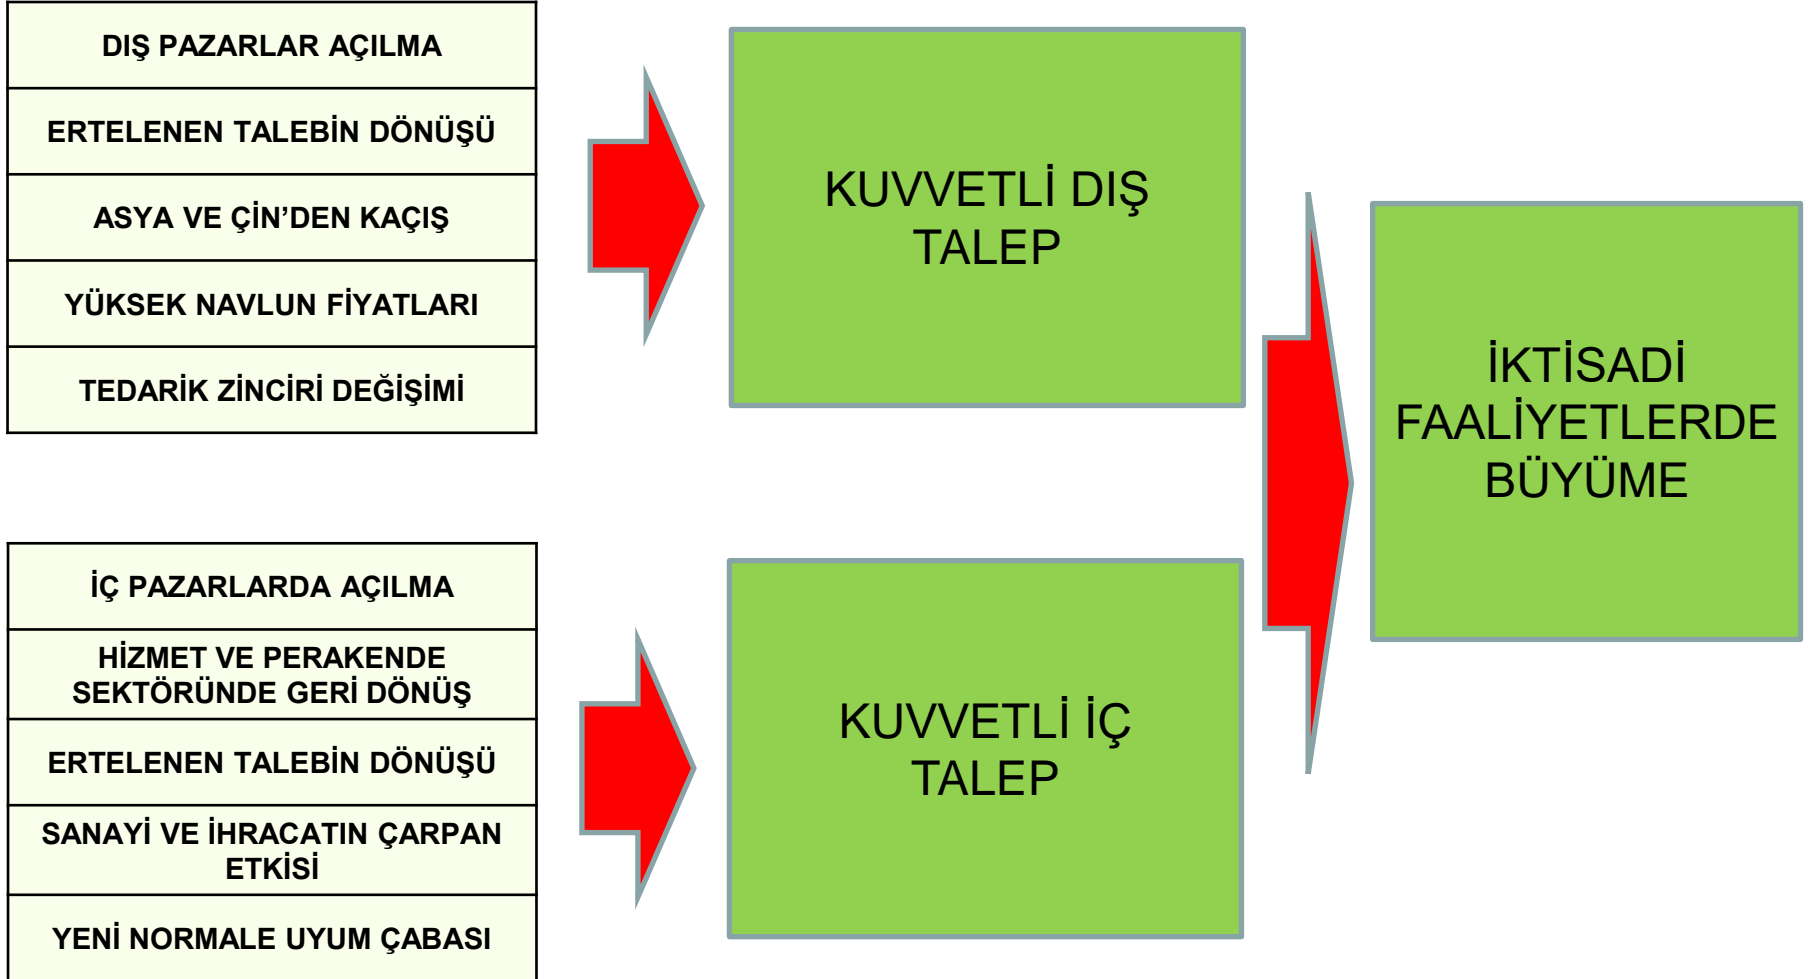 DIŞ PAZARLAR AÇILMA
ERTELENEN TALEBİN DÖNÜŞÜ
ASYA VE ÇİN’DEN KAÇIŞ
YÜKSEK NAVLUN FİYATLARI
TEDARİK ZİNCİRİ DEĞİŞİMİ
KUVVETLİ DIŞ
TALEP
İÇ PAZARLARDA AÇILMA
HİZMET VE PERAKENDE
SEKTÖRÜNDE GERİ DÖNÜŞ
ERTELENEN TALEBİN DÖNÜŞÜ
SANAYİ VE İHRACATIN ÇARPAN
ETKİSİ
YENİ NORMALE UYUM ÇABASI
KUVVETLİ İÇ
TALEP
İKTİSADİ
FAALİYETLERDE
BÜYÜME